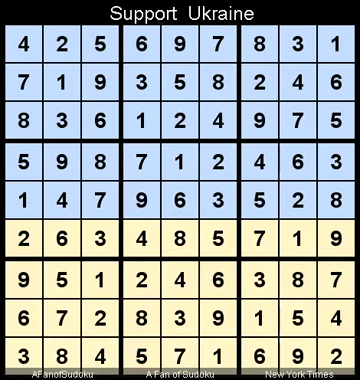 Support Ukraine
4 2 5 6 9 7 8 3 1
7 1 9 3 5 8 2 4 6
8 3 6 1 2 4 9 7 5
5 9 8 7 1 2 4 6 3
1 4 7 9 6 3 5 2 8
2 6 3 4 8 5 7 1 9
9 5 1 2 4 6 3 8 7
6 7 2 8 3 9 1 5 4
3 8 4 5 7 1 6 9 2
AFanofSudoku A Fan of Sudoku New York Times